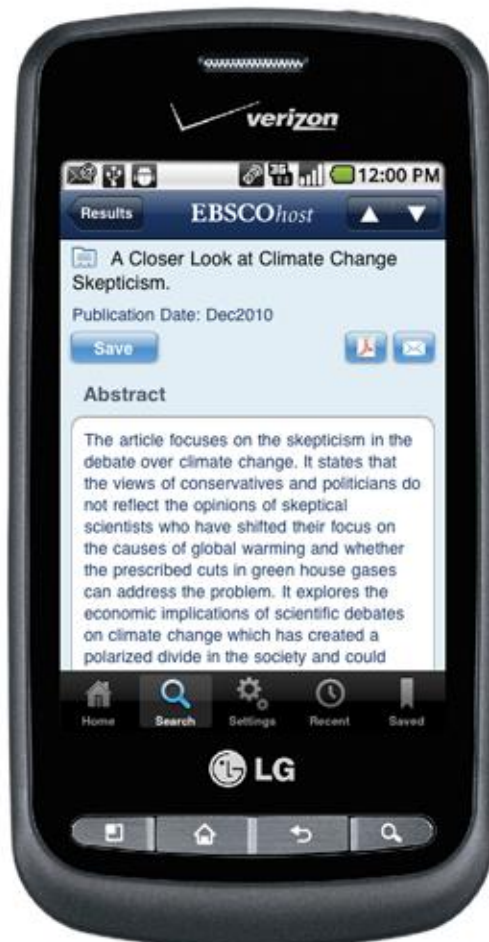 verizon
3G
12:00 PM
Results
EBSCOhost
A Closer Look at Climate Change
Skepticism.
Publication Date: Dec2010
Save
Abstract
The article focuses on the skepticism in the
debate over climate change. It states that
the views of conservatives and politicians do
not reflect the opinions of skeptical
scientists who have shifted their focus on
the causes of global warming and whether
the prescribed cuts in green house gases
can address the problem. It explores the
economic implications of scientific debates
on climate change which has created a
polarized divide in the society and could
Home
Search
Settings
Recent
Saved
LG